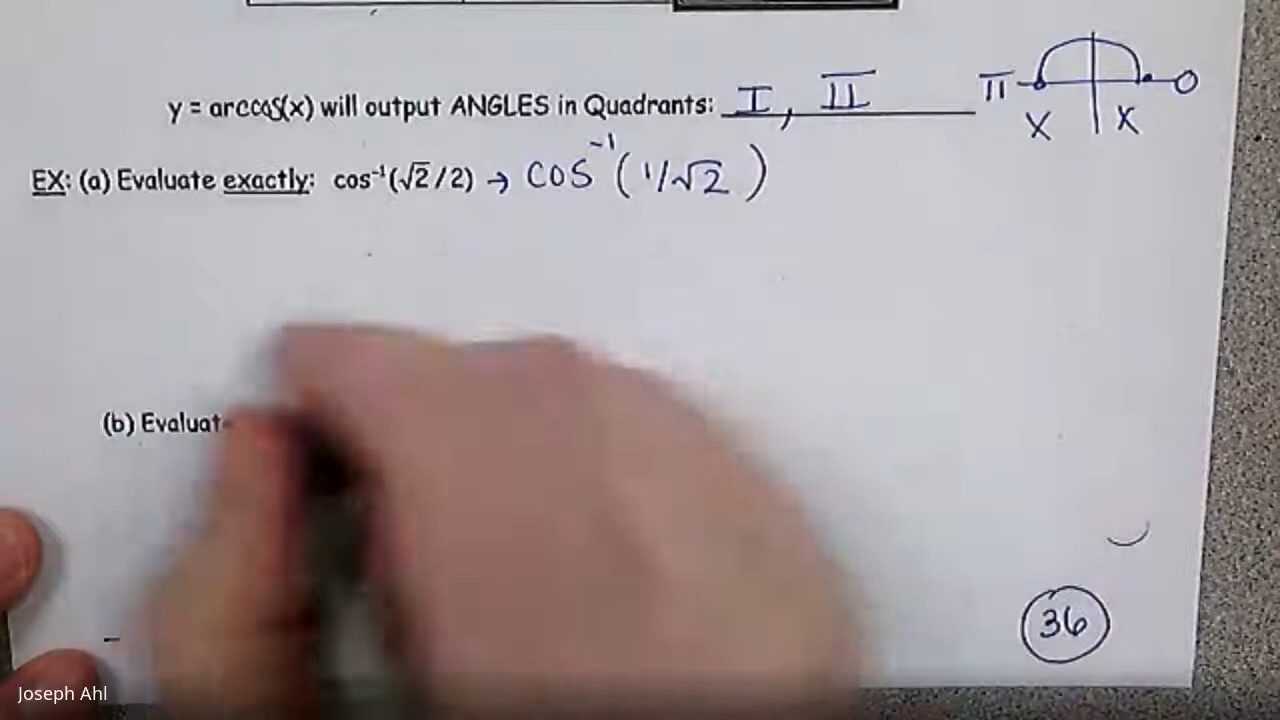 y = arccos(x) will output ANGLES in Quadrants: I, II
π 0
X X
EX: (a) Evaluate exactly: cos⁻¹(√2/2) → COS⁻¹(1/√2)
(b) Evaluat
36
Joseph Ahl